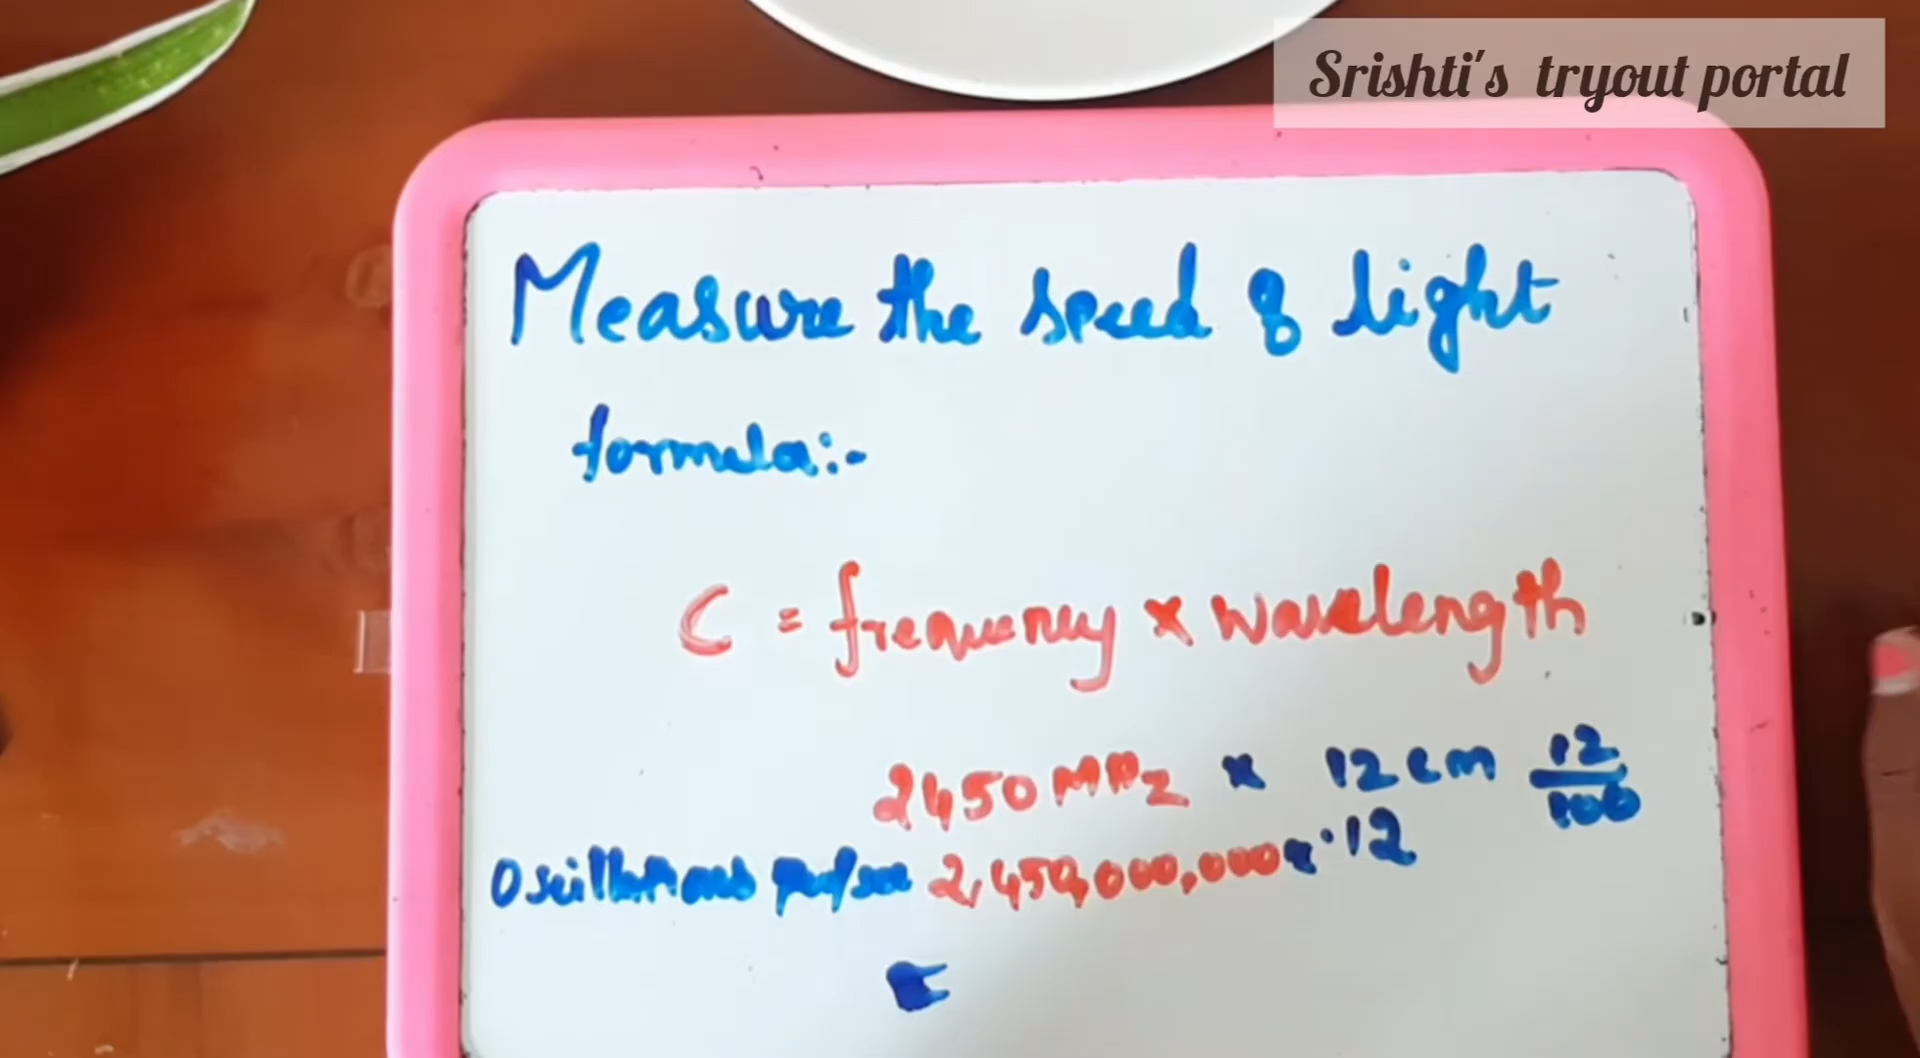 Srishti's tryout portal
Measure the speed of light
formula:-
C = frequency x wavelength
2450 MHz x 12 cm 12/100
Oscillations per/sec 2,450,000,000 x .12
=